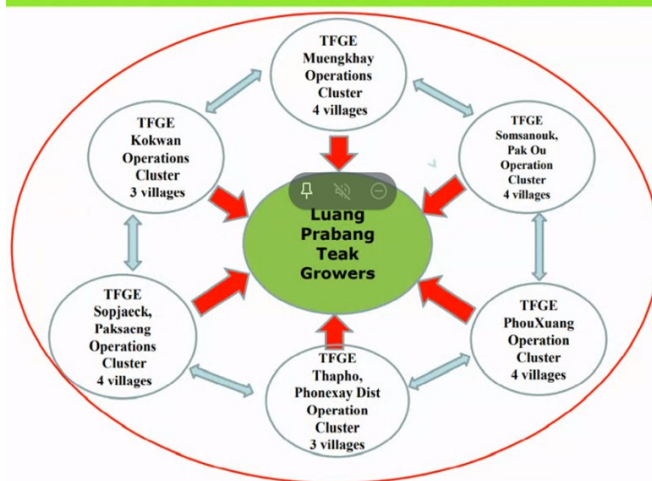 TFGE
Muengkhay
Operations
Cluster
4 villages
TFGE
Kokwan
Operations
Cluster
3 villages
TFGE
Somsanouk,
Pak Ou
Operation
Cluster
4 villages
Luang
Prabang
Teak
Growers
TFGE
Sopjaeck,
Paksaeng
Operations
Cluster
4 villages
TFGE
PhouXuang
Operation
Cluster
4 villages
TFGE
Thapho,
Phonexay Dist
Operation
Cluster
3 villages